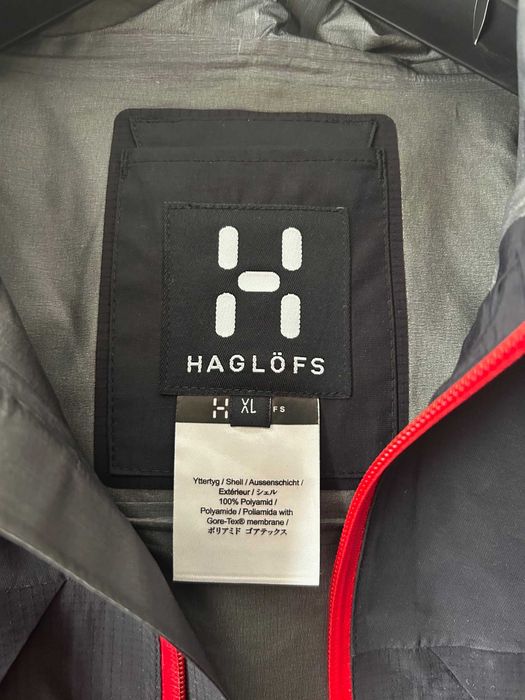 HAGLÖFS
XL FS
Yttertyg / Shell / Aussenschicht /
Extérieur / シェル /
100% Polyamid /
Polyamide / Poliamida with
Gore-Tex® membrane /
ポリアミド ゴアテックス